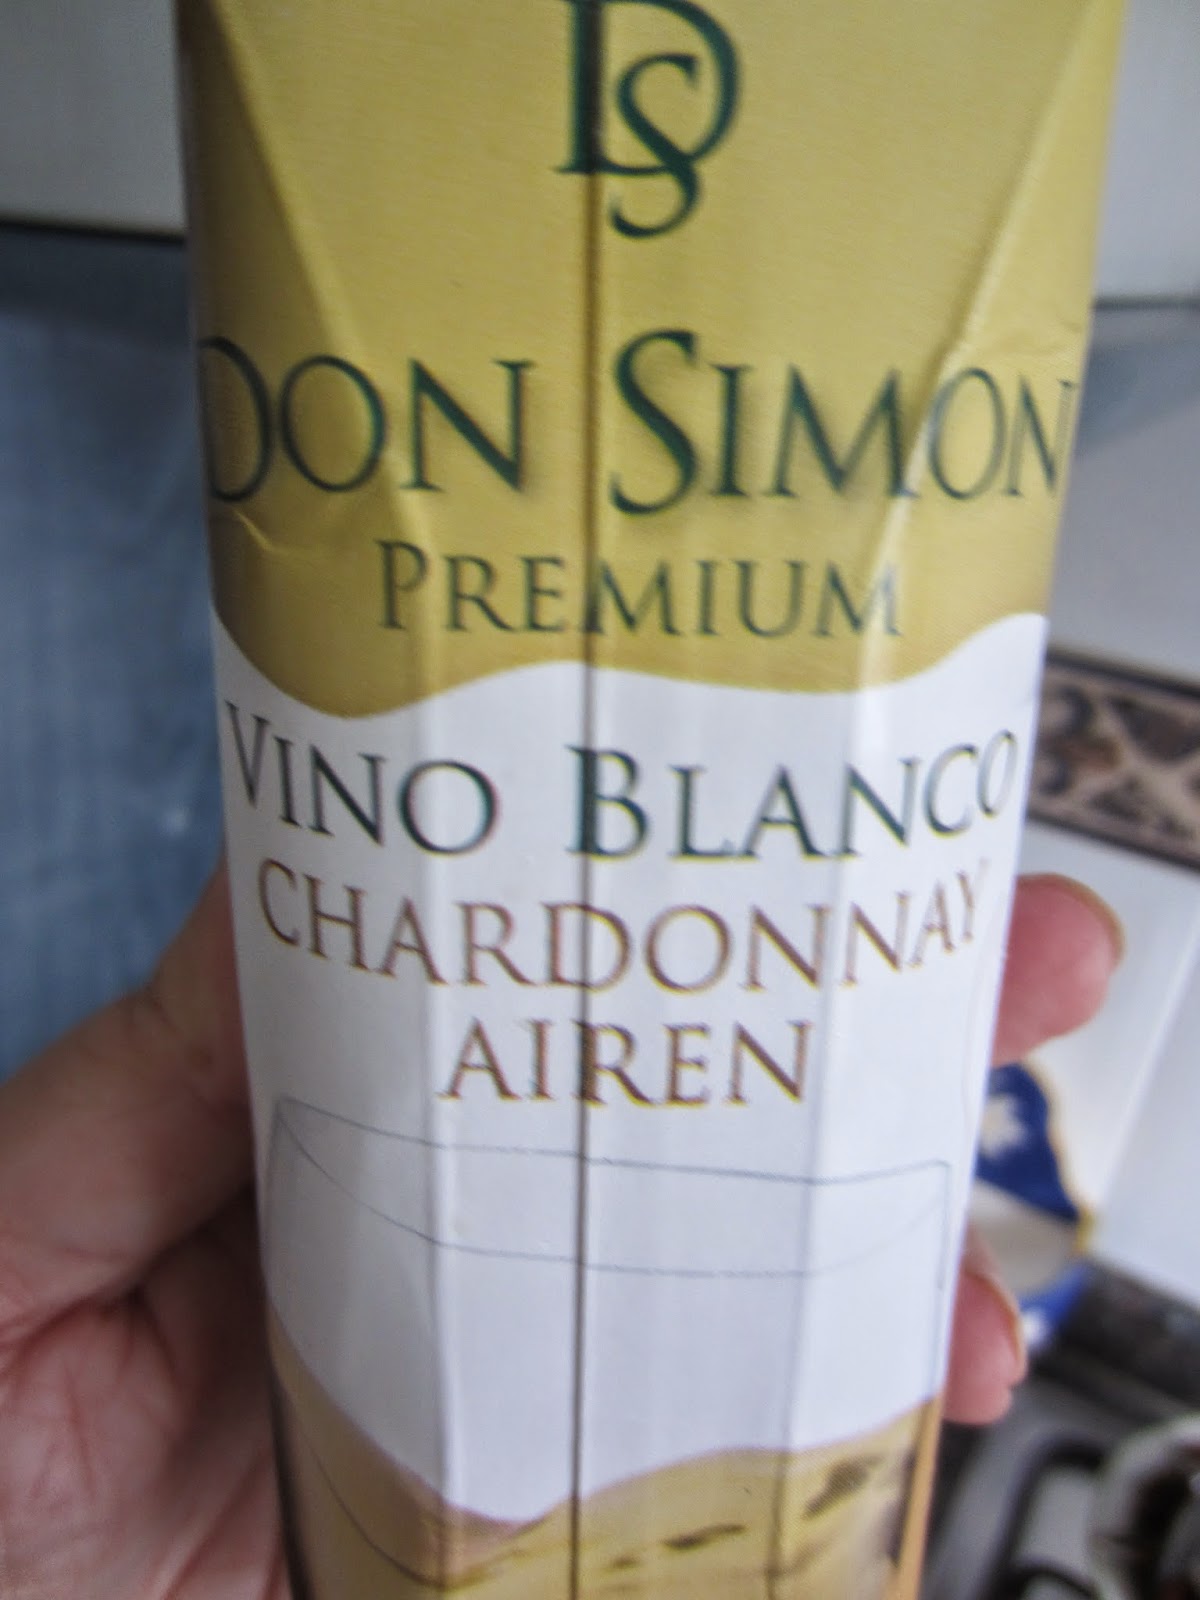 DS
DON SIMON
PREMIUM
VINO BLANCO
CHARDONNAY
AIREN